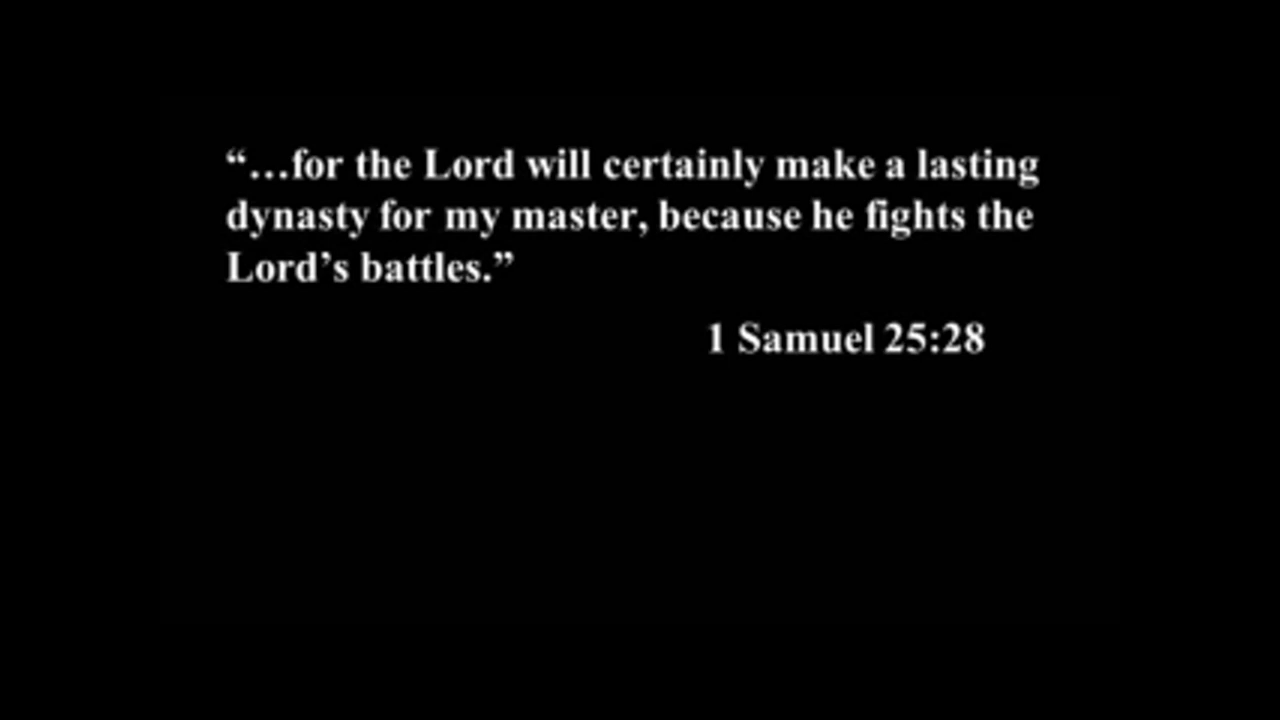 “…for the Lord will certainly make a lasting
dynasty for my master, because he fights the
Lord’s battles.”
1 Samuel 25:28